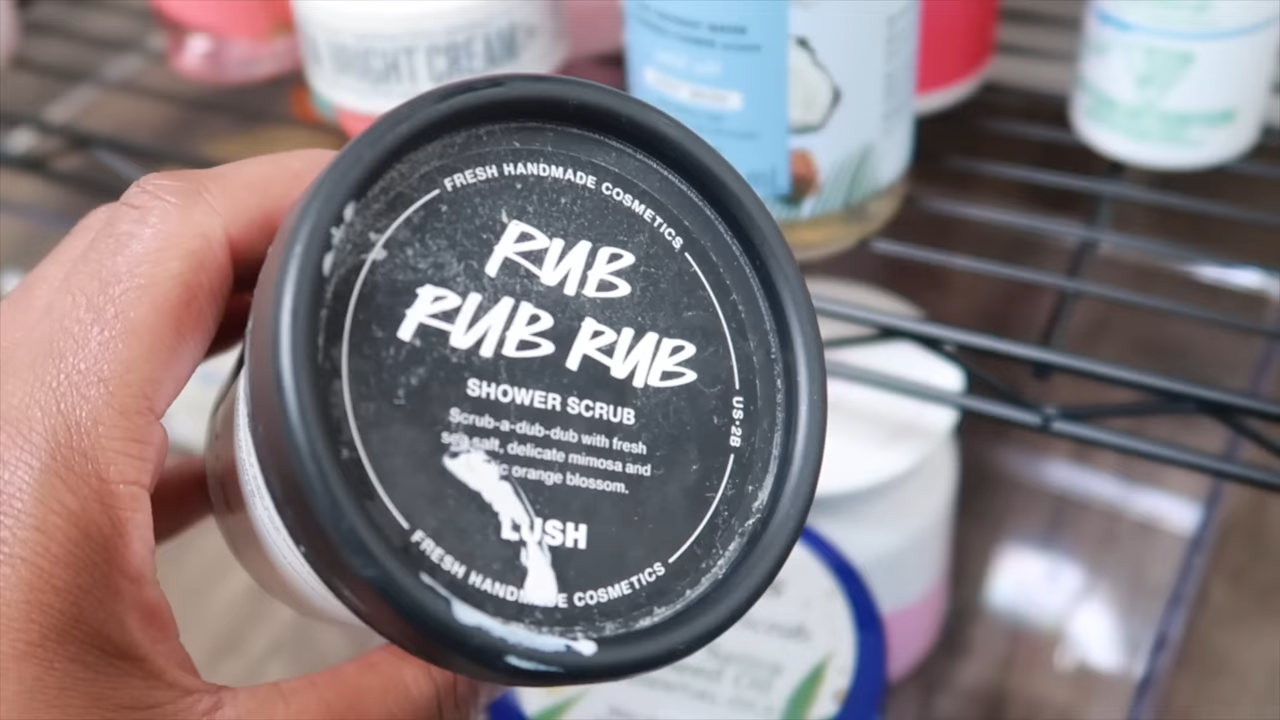 FRESH HANDMADE COSMETICS
RUB
RUB RUB
SHOWER SCRUB
Scrub-a-dub-dub with fresh
sea salt, delicate mimosa and
orange blossom.
LUSH
FRESH HANDMADE COSMETICS
US-2B
BRIGHT CREAM